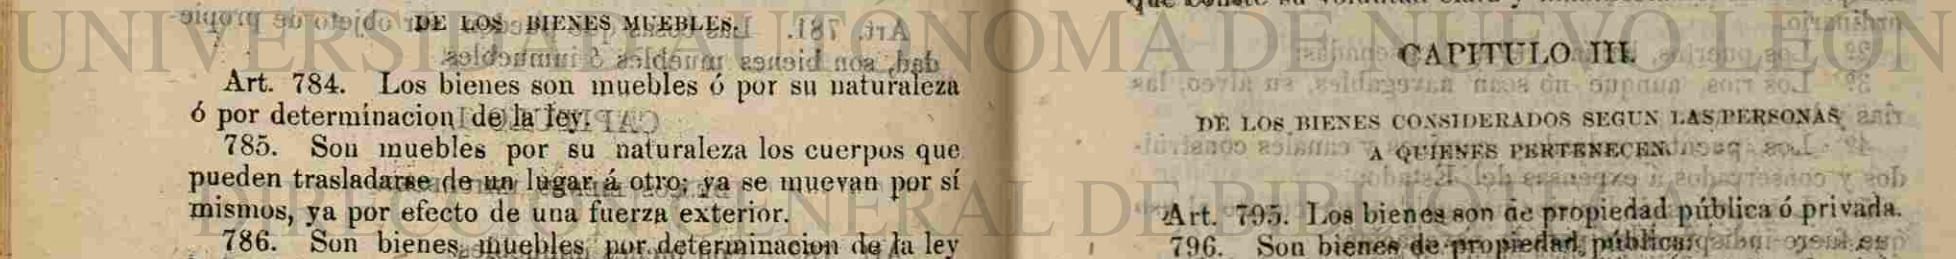 DE LOS BIENES MUEBLES.
Art. 784. Los bienes son muebles ó por su naturaleza
ó por determinacion de la ley.
785. Son muebles por su naturaleza los cuerpos que
pueden trasladarse de un lugar á otro; ya se muevan por sí
mismos, ya por efecto de una fuerza exterior.
786. Son bienes muebles por determinacion de la ley
CAPITULO III.
DE LOS BIENES CONSIDERADOS SEGUN LAS PERSONAS
A QUIENES PERTENECEN.
Art. 795. Los bienes son de propiedad pública ó privada.
796. Son bienes de propiedad pública:
UNIVERSIDAD AUTÓNOMA DE NUEVO LEÓN
DIRECCIÓN GENERAL DE BIBLIOTECAS